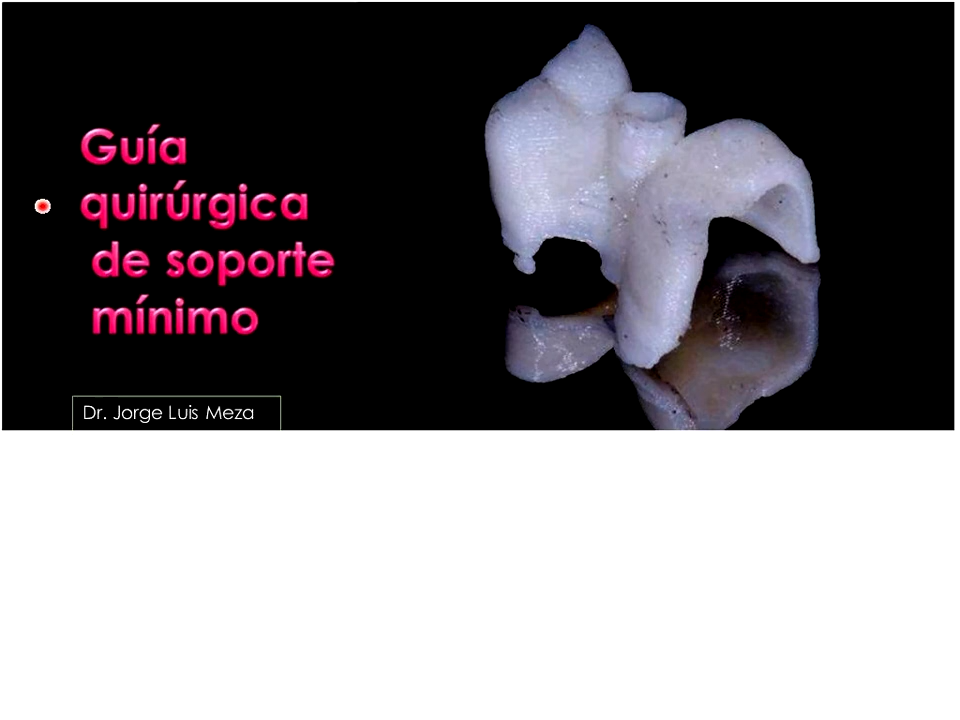 Guía
quirúrgica
de soporte
mínimo
Dr. Jorge Luis Meza